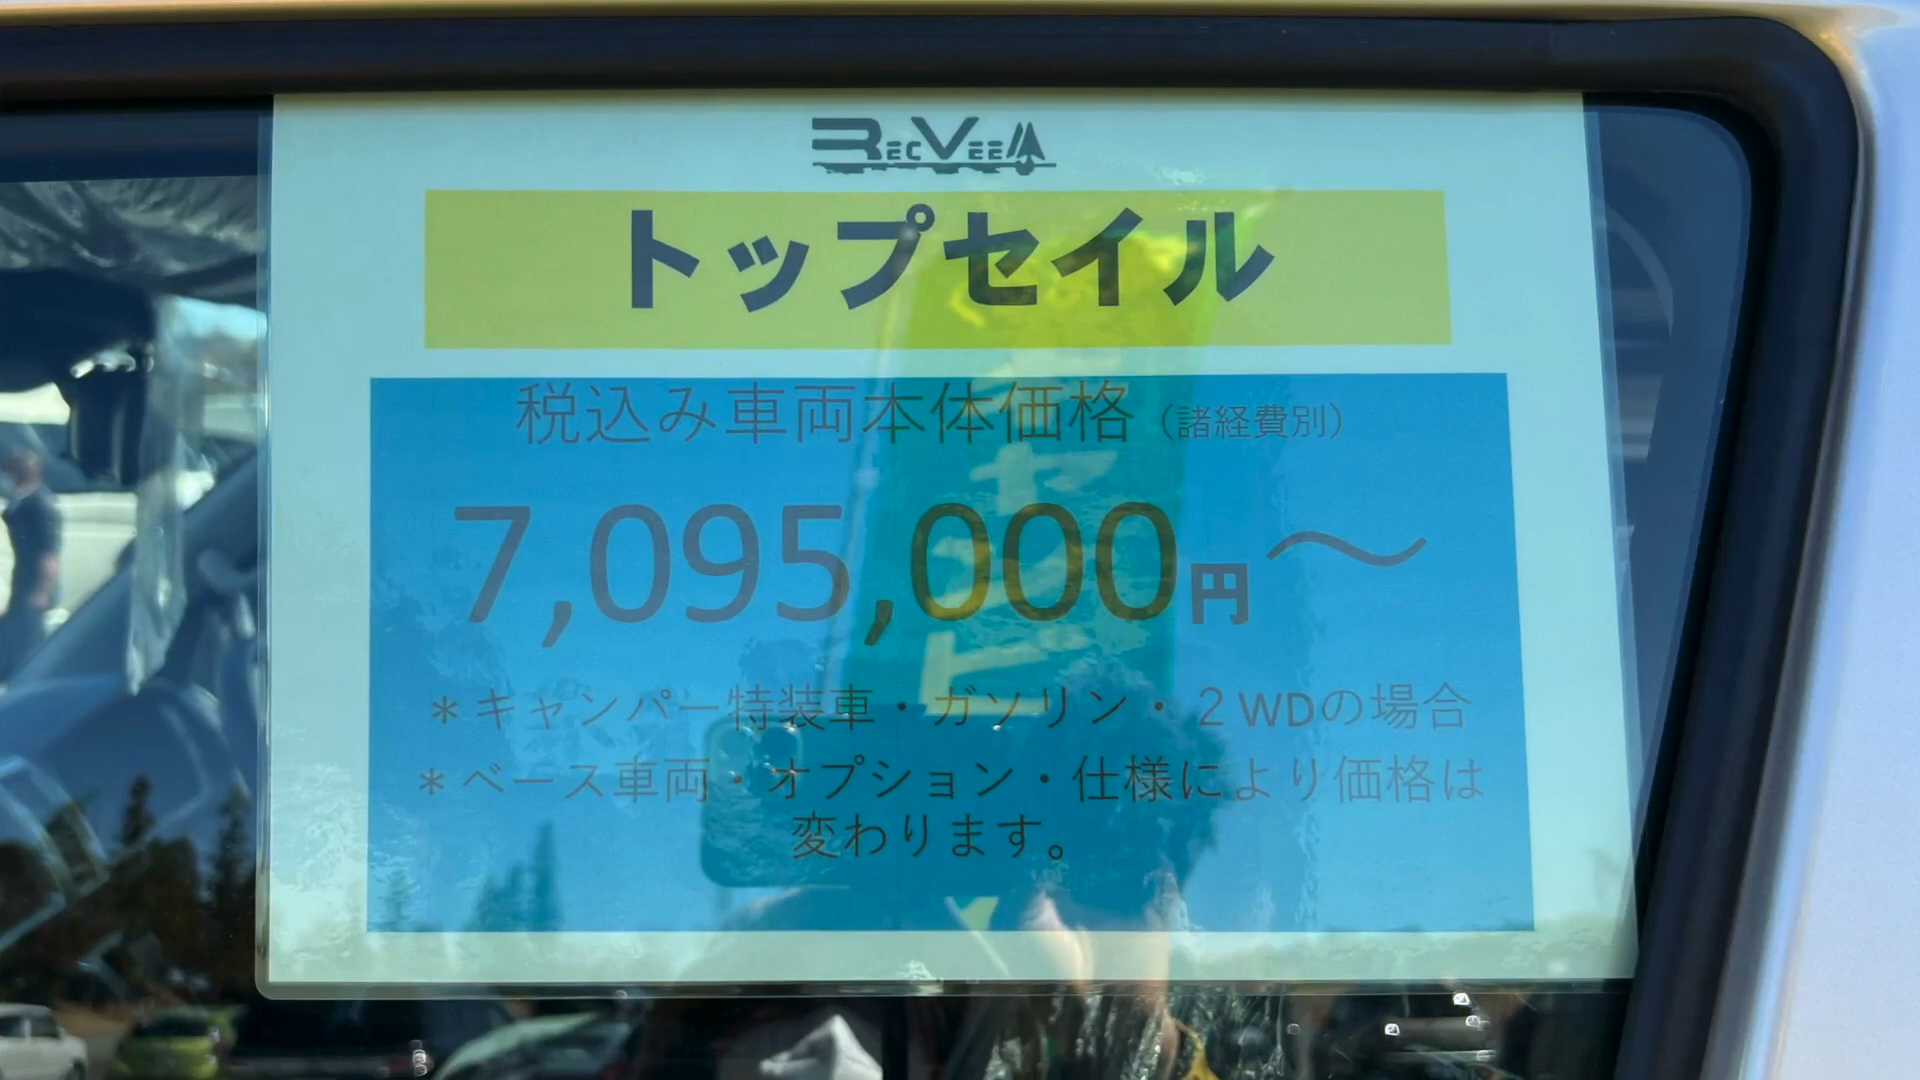 RECVEE
トップセイル
税込み車両本体価格（諸経費別）
7,095,000円～
＊キャンパー特装車・ガソリン・２WDの場合
＊ベース車両・オプション・仕様により価格は
変わります。